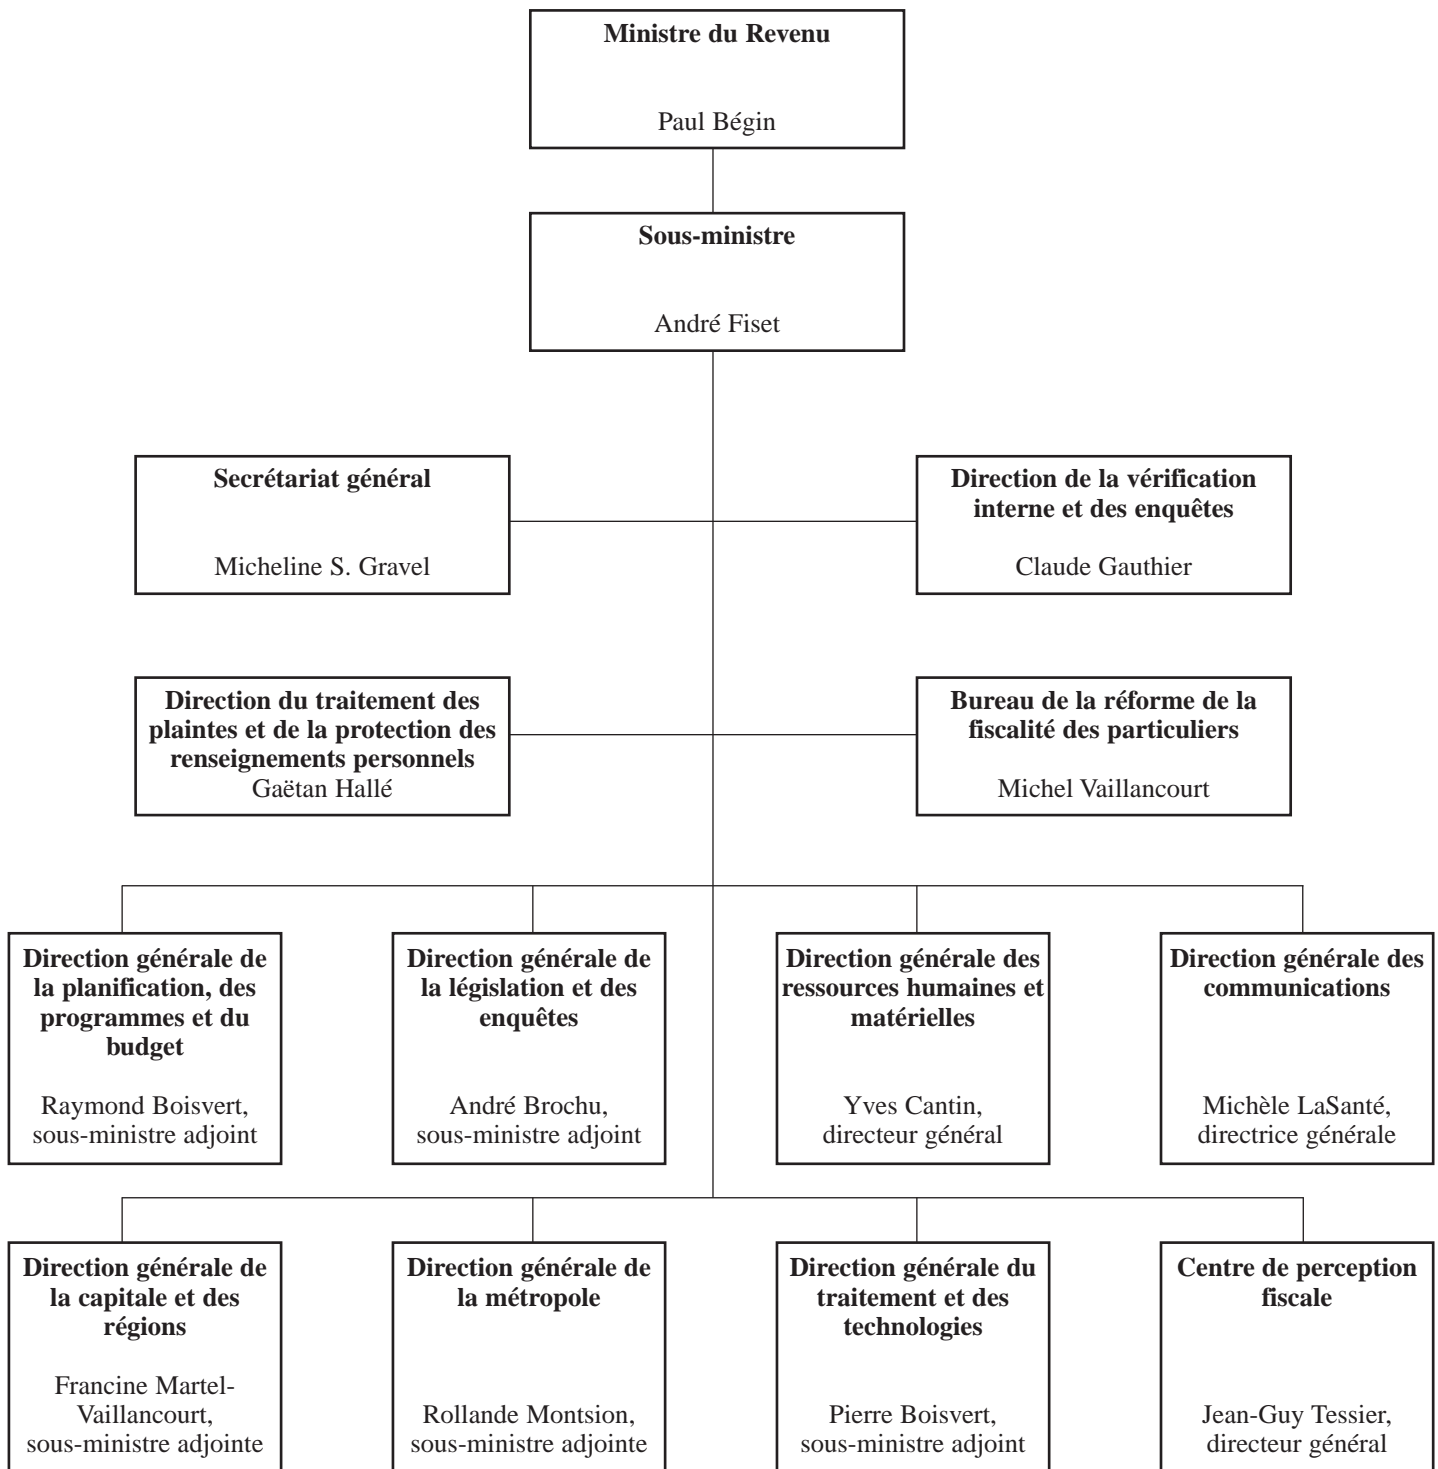 Ministre du Revenu
Paul Bégin
Sous-ministre
André Fiset
Secrétariat général
Micheline S. Gravel
Direction de la vérification
interne et des enquêtes
Claude Gauthier
Direction du traitement des
plaintes et de la protection des
renseignements personnels
Gaëtan Hallé
Bureau de la réforme de la
fiscalité des particuliers
Michel Vaillancourt
Direction générale de
la planification, des
programmes et du
budget
Raymond Boisvert,
sous-ministre adjoint
Direction générale de
la législation et des
enquêtes
André Brochu,
sous-ministre adjoint
Direction générale des
ressources humaines et
matérielles
Yves Cantin,
directeur général
Direction générale des
communications
Michèle LaSanté,
directrice générale
Direction générale de
la capitale et des
régions
Francine Martel-
Vaillancourt,
sous-ministre adjointe
Direction générale de
la métropole
Rollande Montsion,
sous-ministre adjointe
Direction générale du
traitement et des
technologies
Pierre Boisvert,
sous-ministre adjoint
Centre de perception
fiscale
Jean-Guy Tessier,
directeur général